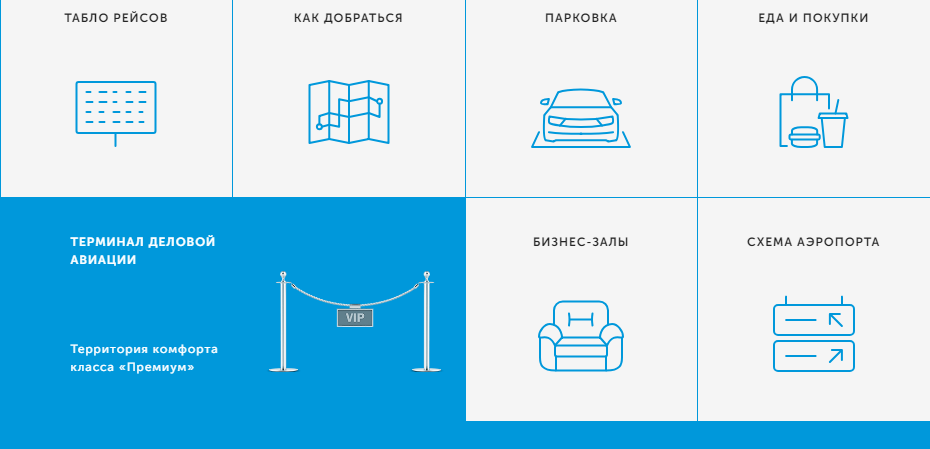 ТАБЛО РЕЙСОВ
КАК ДОБРАТЬСЯ
ПАРКОВКА
ЕДА И ПОКУПКИ
ТЕРМИНАЛ ДЕЛОВОЙ
АВИАЦИИ
VIP
Территория комфорта
класса «Премиум»
БИЗНЕС-ЗАЛЫ
СХЕМА АЭРОПОРТА